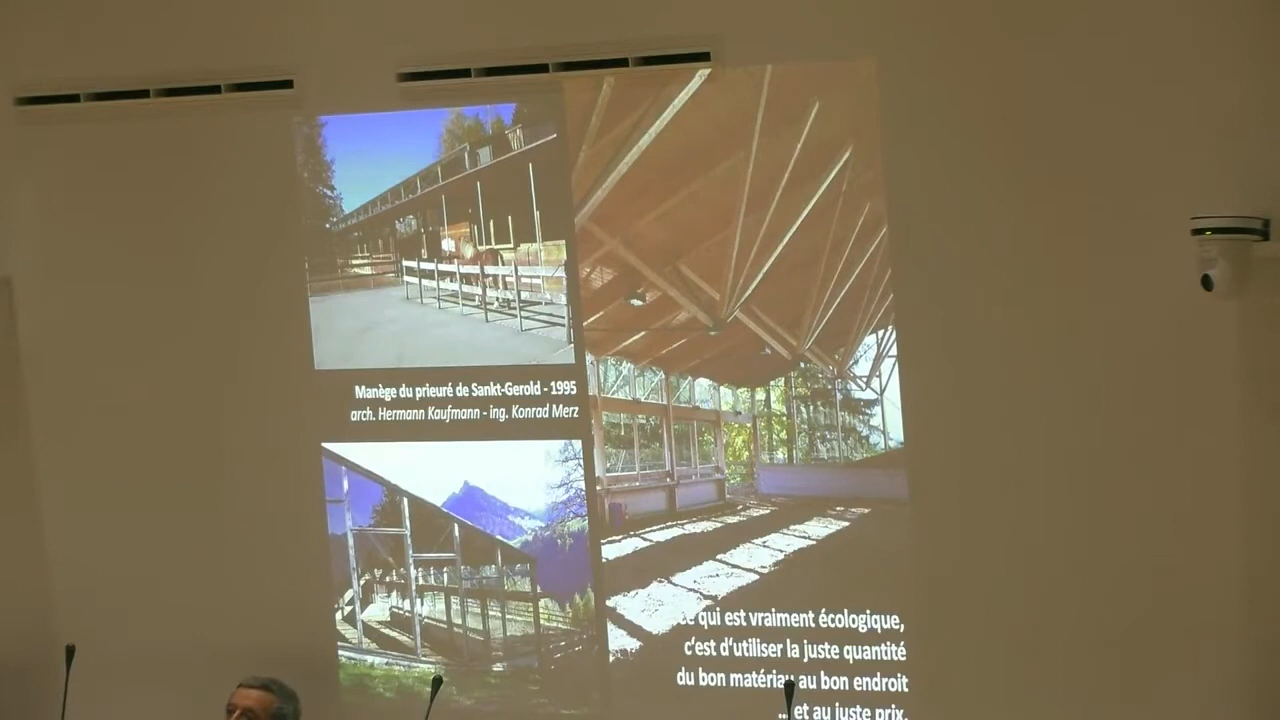 Manège du prieuré de Sankt-Gerold - 1995
arch. Hermann Kaufmann - ing. Konrad Merz
ce qui est vraiment écologique,
c'est d'utiliser la juste quantité
du bon matériau au bon endroit
... et au juste prix.